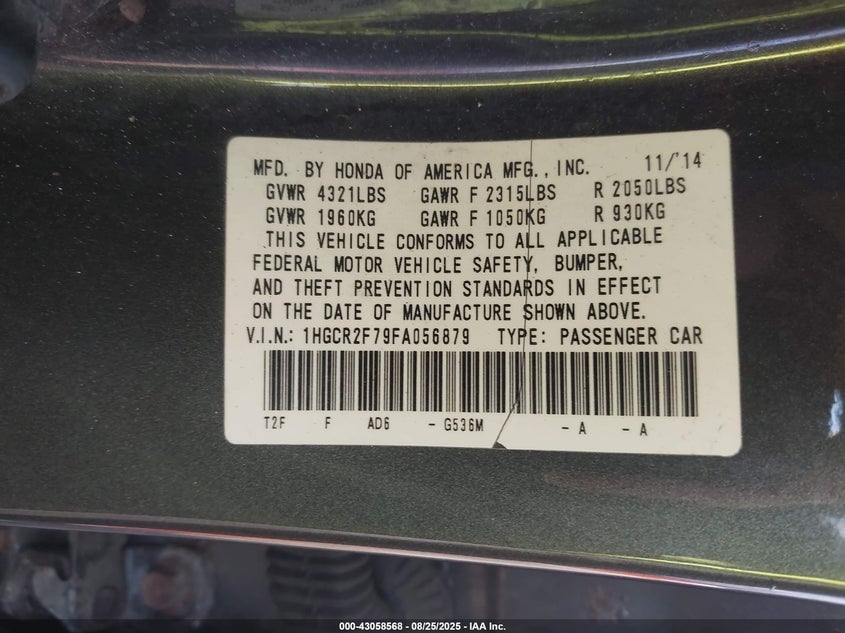 MFD. BY HONDA OF AMERICA MFG., INC. 11/'14
GVWR 4321LBS GAWR F 2315LBS R 2050LBS
GVWR 1960KG GAWR F 1050KG R 930KG
THIS VEHICLE CONFORMS TO ALL APPLICABLE
FEDERAL MOTOR VEHICLE SAFETY, BUMPER,
AND THEFT PREVENTION STANDARDS IN EFFECT
ON THE DATE OF MANUFACTURE SHOWN ABOVE.
V.I.N.: 1HGCR2F79FA056879 TYPE: PASSENGER CAR
T2F F AD6 - G536M - A - A
000-43058568 - 08/25/2025 - IAA Inc.